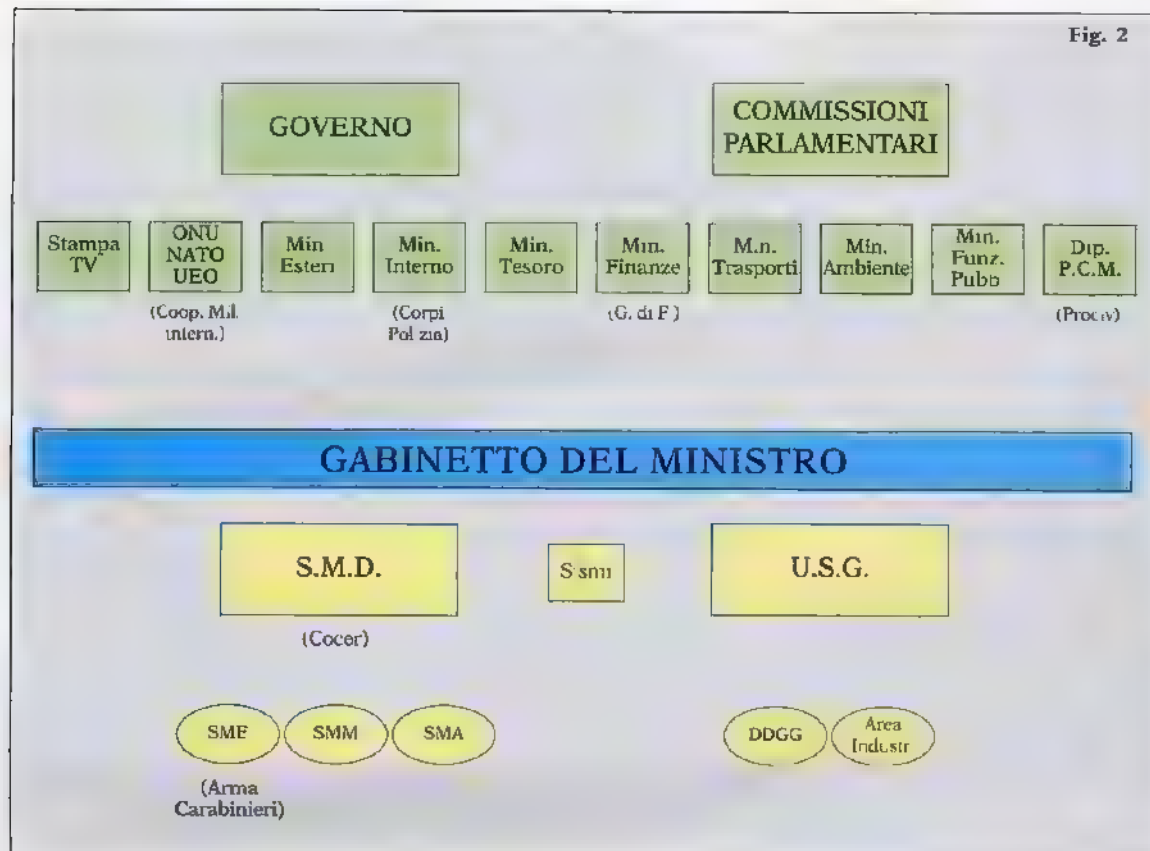 Fig. 2
GOVERNO
COMMISSIONI
PARLAMENTARI
Stampa
TV
ONU
NATO
UEO
(Coop. Mil.
intern.)
Min
Esteri
Min.
Interno
(Corpi
Polizia)
Min.
Tesoro
Min.
Finanze
(G. di F)
Min.
Trasporti
Min.
Ambiente
Min.
Funz.
Pubb
Dip.
P.C.M.
(Prociv)
GABINETTO DEL MINISTRO
S.M.D.
(Cocer)
Sismi
U.S.G.
SME
(Arma
Carabinieri)
SMM
SMA
DDGG
Area
Industr